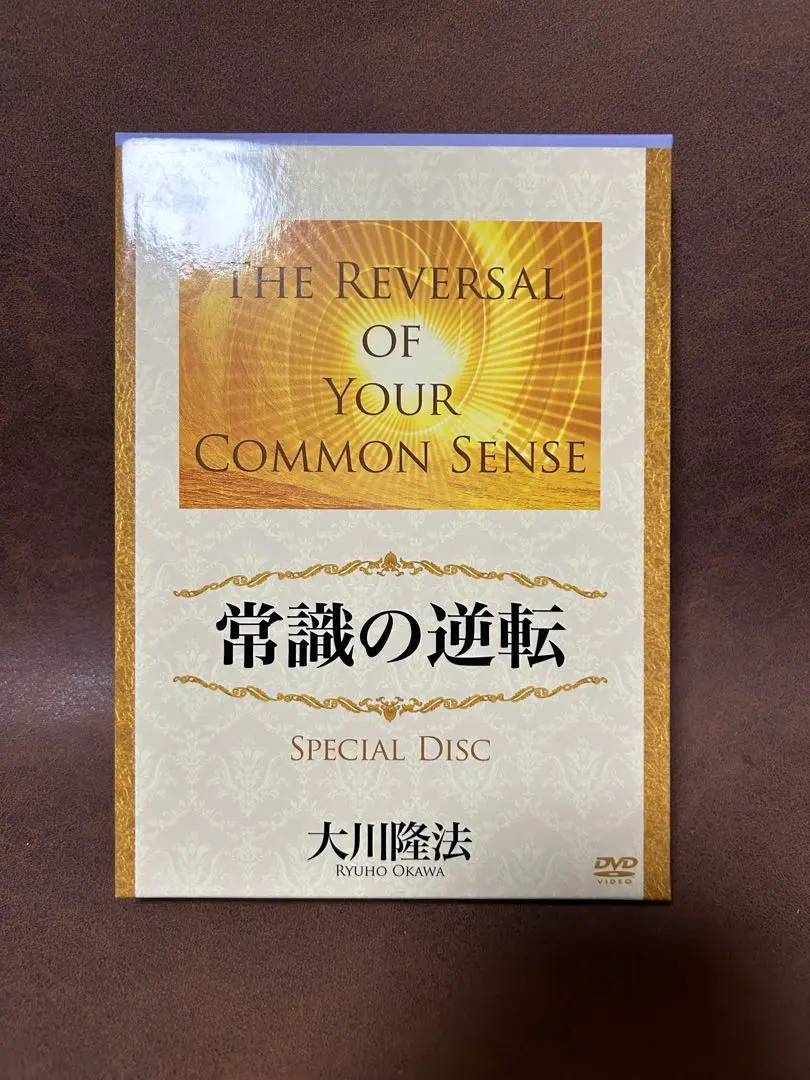 THE REVERSAL
OF
YOUR
COMMON SENSE
常識の逆転
SPECIAL DISC
大川隆法
RYUHO OKAWA
DVD
VIDEO